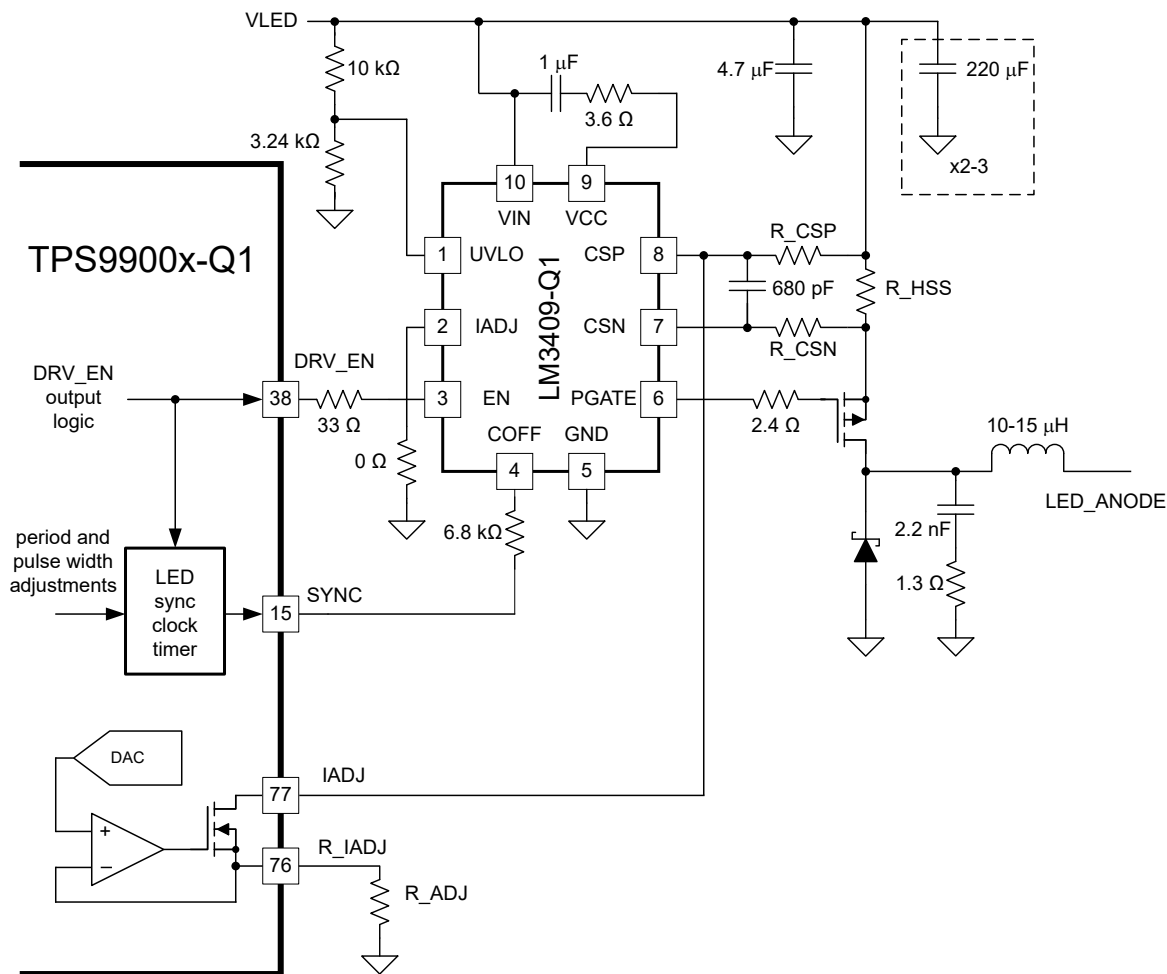 VLED
10 kΩ
1 μF
3.6 Ω
4.7 μF
220 μF
x2-3
3.24 kΩ
10
9
VIN
VCC
TPS9900x-Q1
1
UVLO
CSP
8
R_CSP
LM3409-Q1
680 pF
R_HSS
2
IADJ
CSN
7
R_CSN
DRV_EN
output
logic
38
DRV_EN
33 Ω
3
EN
PGATE
6
2.4 Ω
COFF
GND
4
5
0 Ω
10-15 μH
LED_ANODE
6.8 kΩ
2.2 nF
1.3 Ω
period and
pulse width
adjustments
LED
sync
clock
timer
15
SYNC
DAC
77
IADJ
+
−
76
R_IADJ
R_ADJ